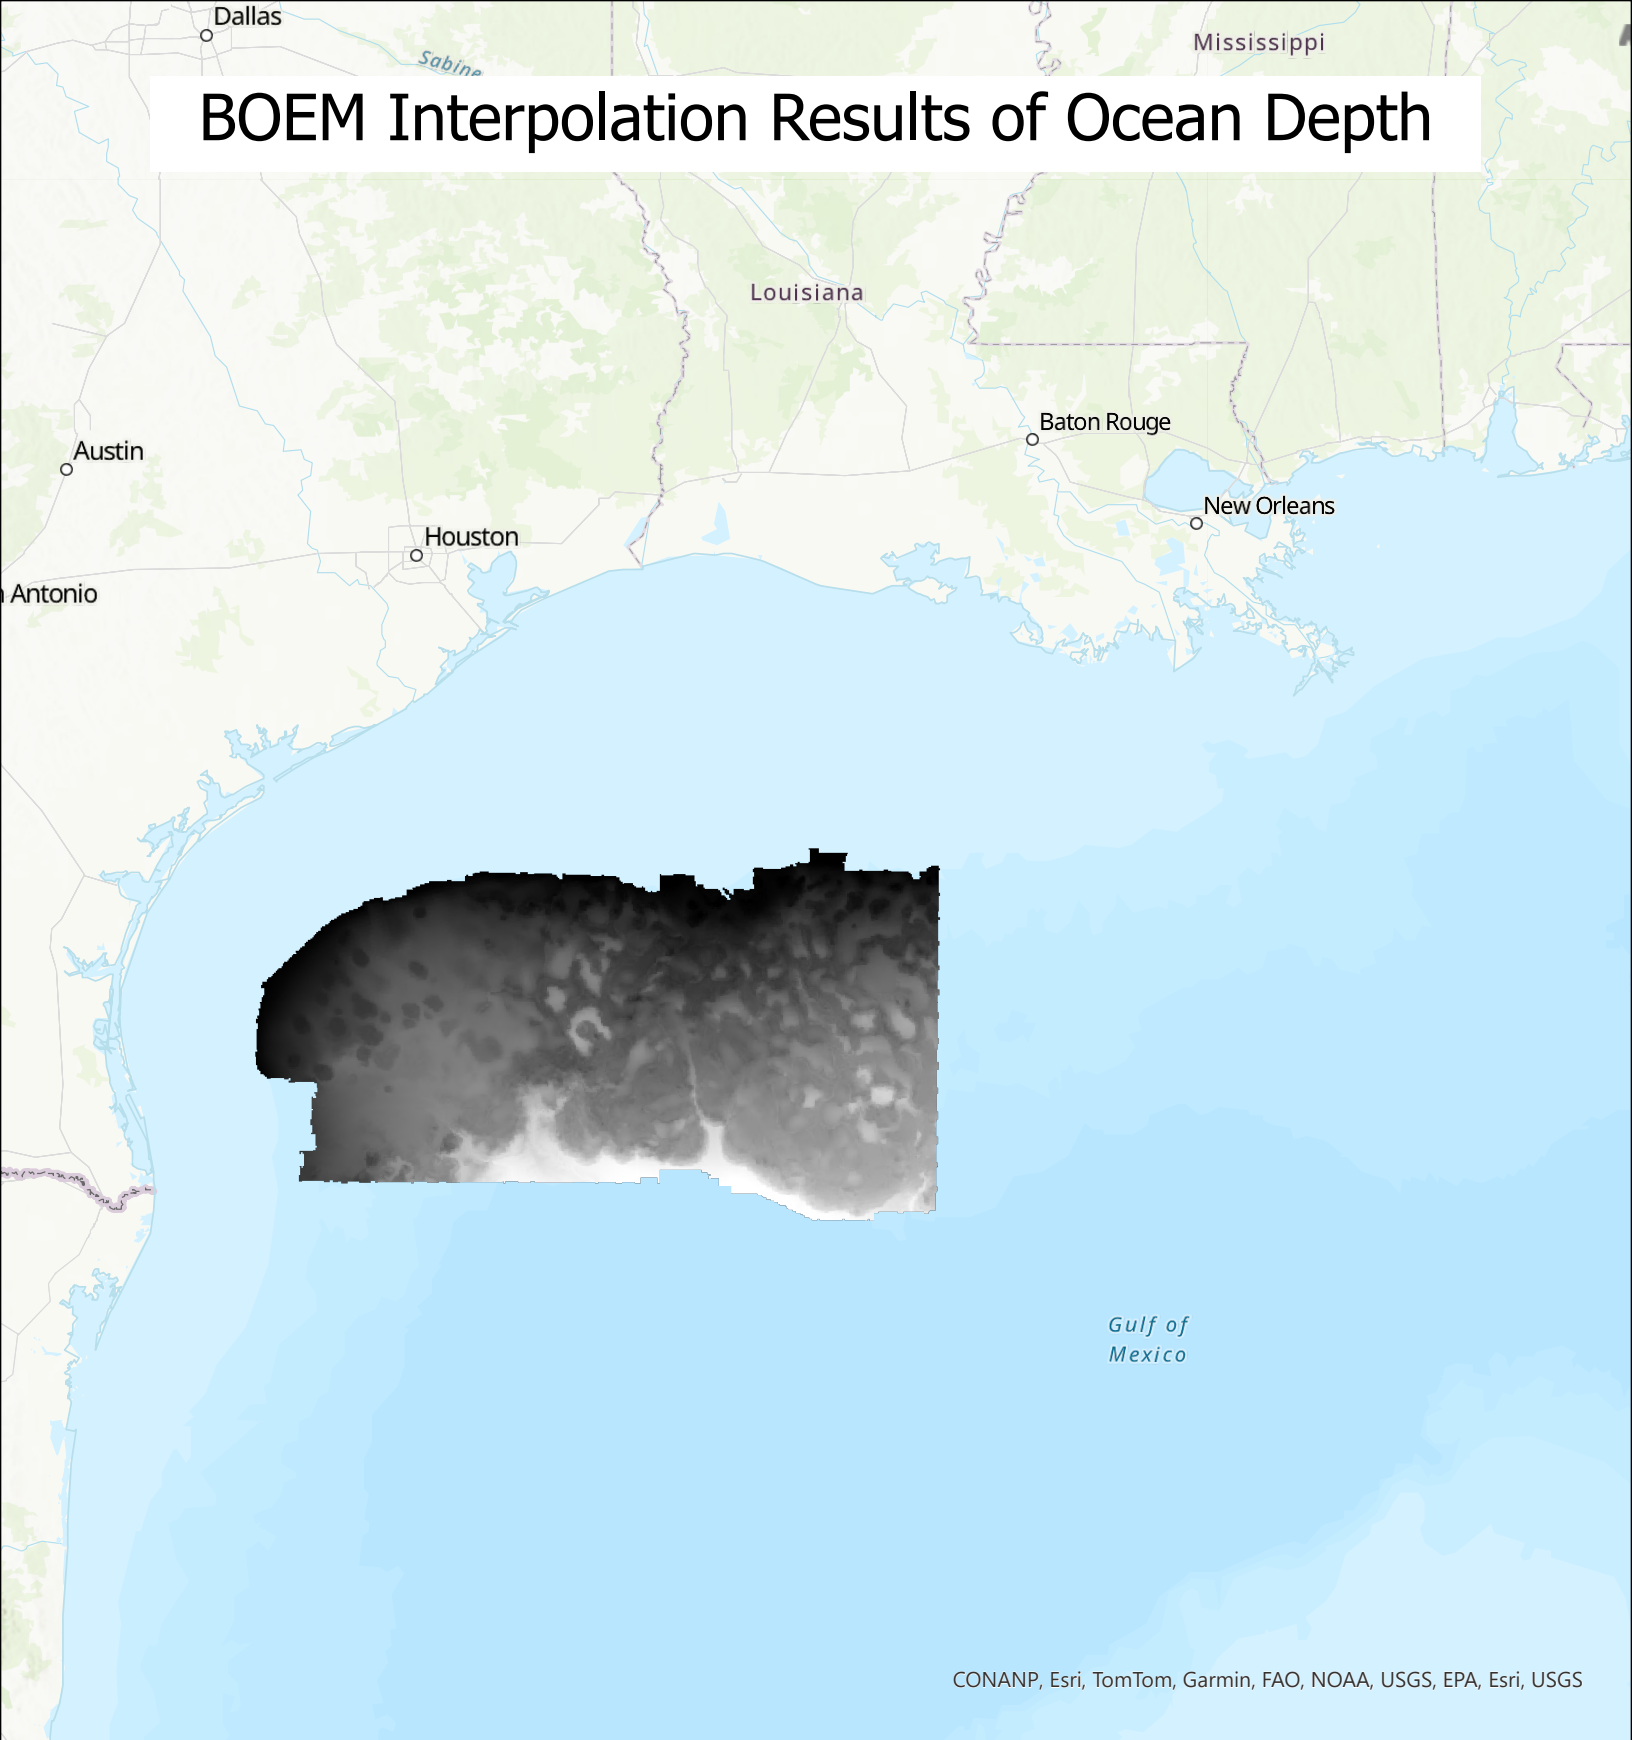 Dallas
Mississippi
Sabine
BOEM Interpolation Results of Ocean Depth
Louisiana
Baton Rouge
Austin
New Orleans
Houston
Antonio
Gulf of
Mexico
CONANP, Esri, TomTom, Garmin, FAO, NOAA, USGS, EPA, Esri, USGS